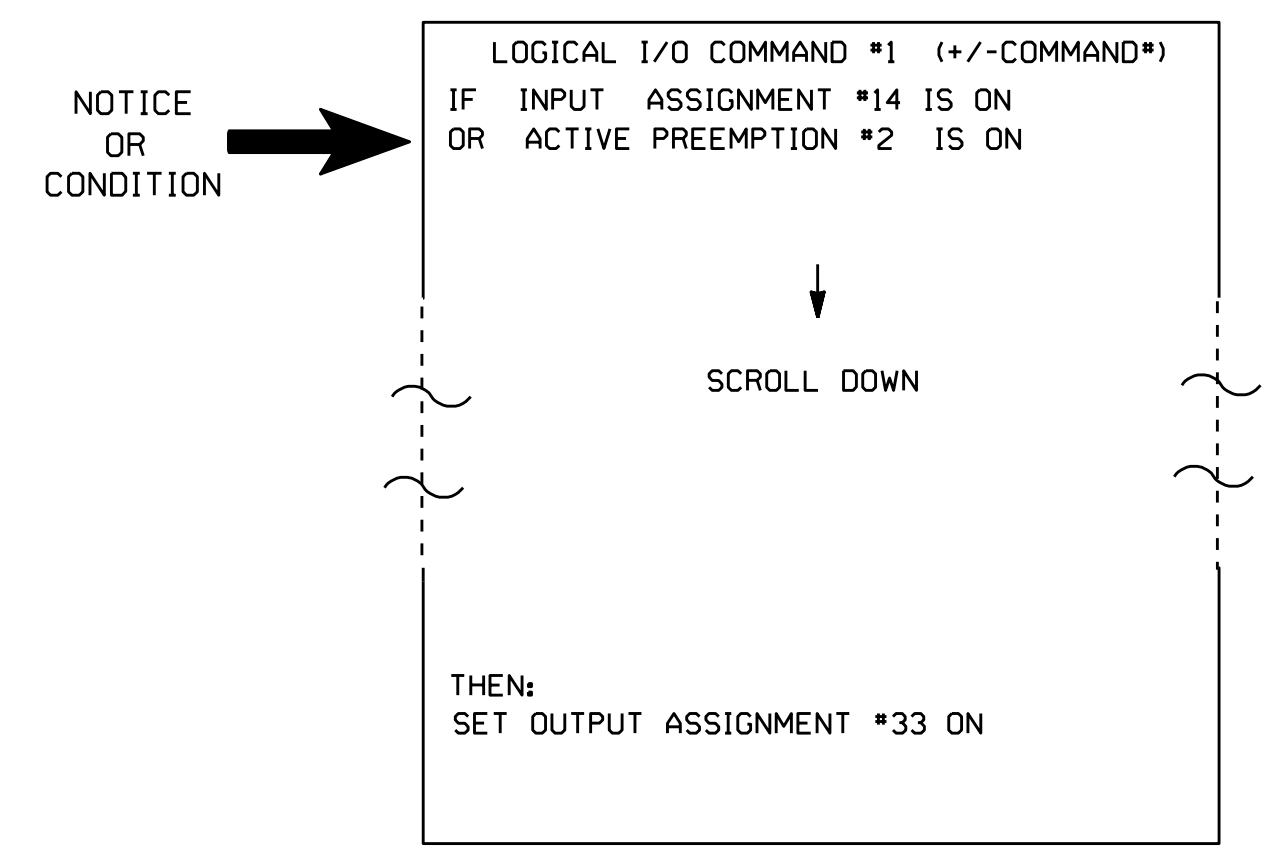 LOGICAL I/O COMMAND #1 (+/-COMMAND#)
NOTICE
OR
CONDITION
IF INPUT ASSIGNMENT #14 IS ON
OR ACTIVE PREEMPTION #2 IS ON
SCROLL DOWN
THEN:
SET OUTPUT ASSIGNMENT #33 ON